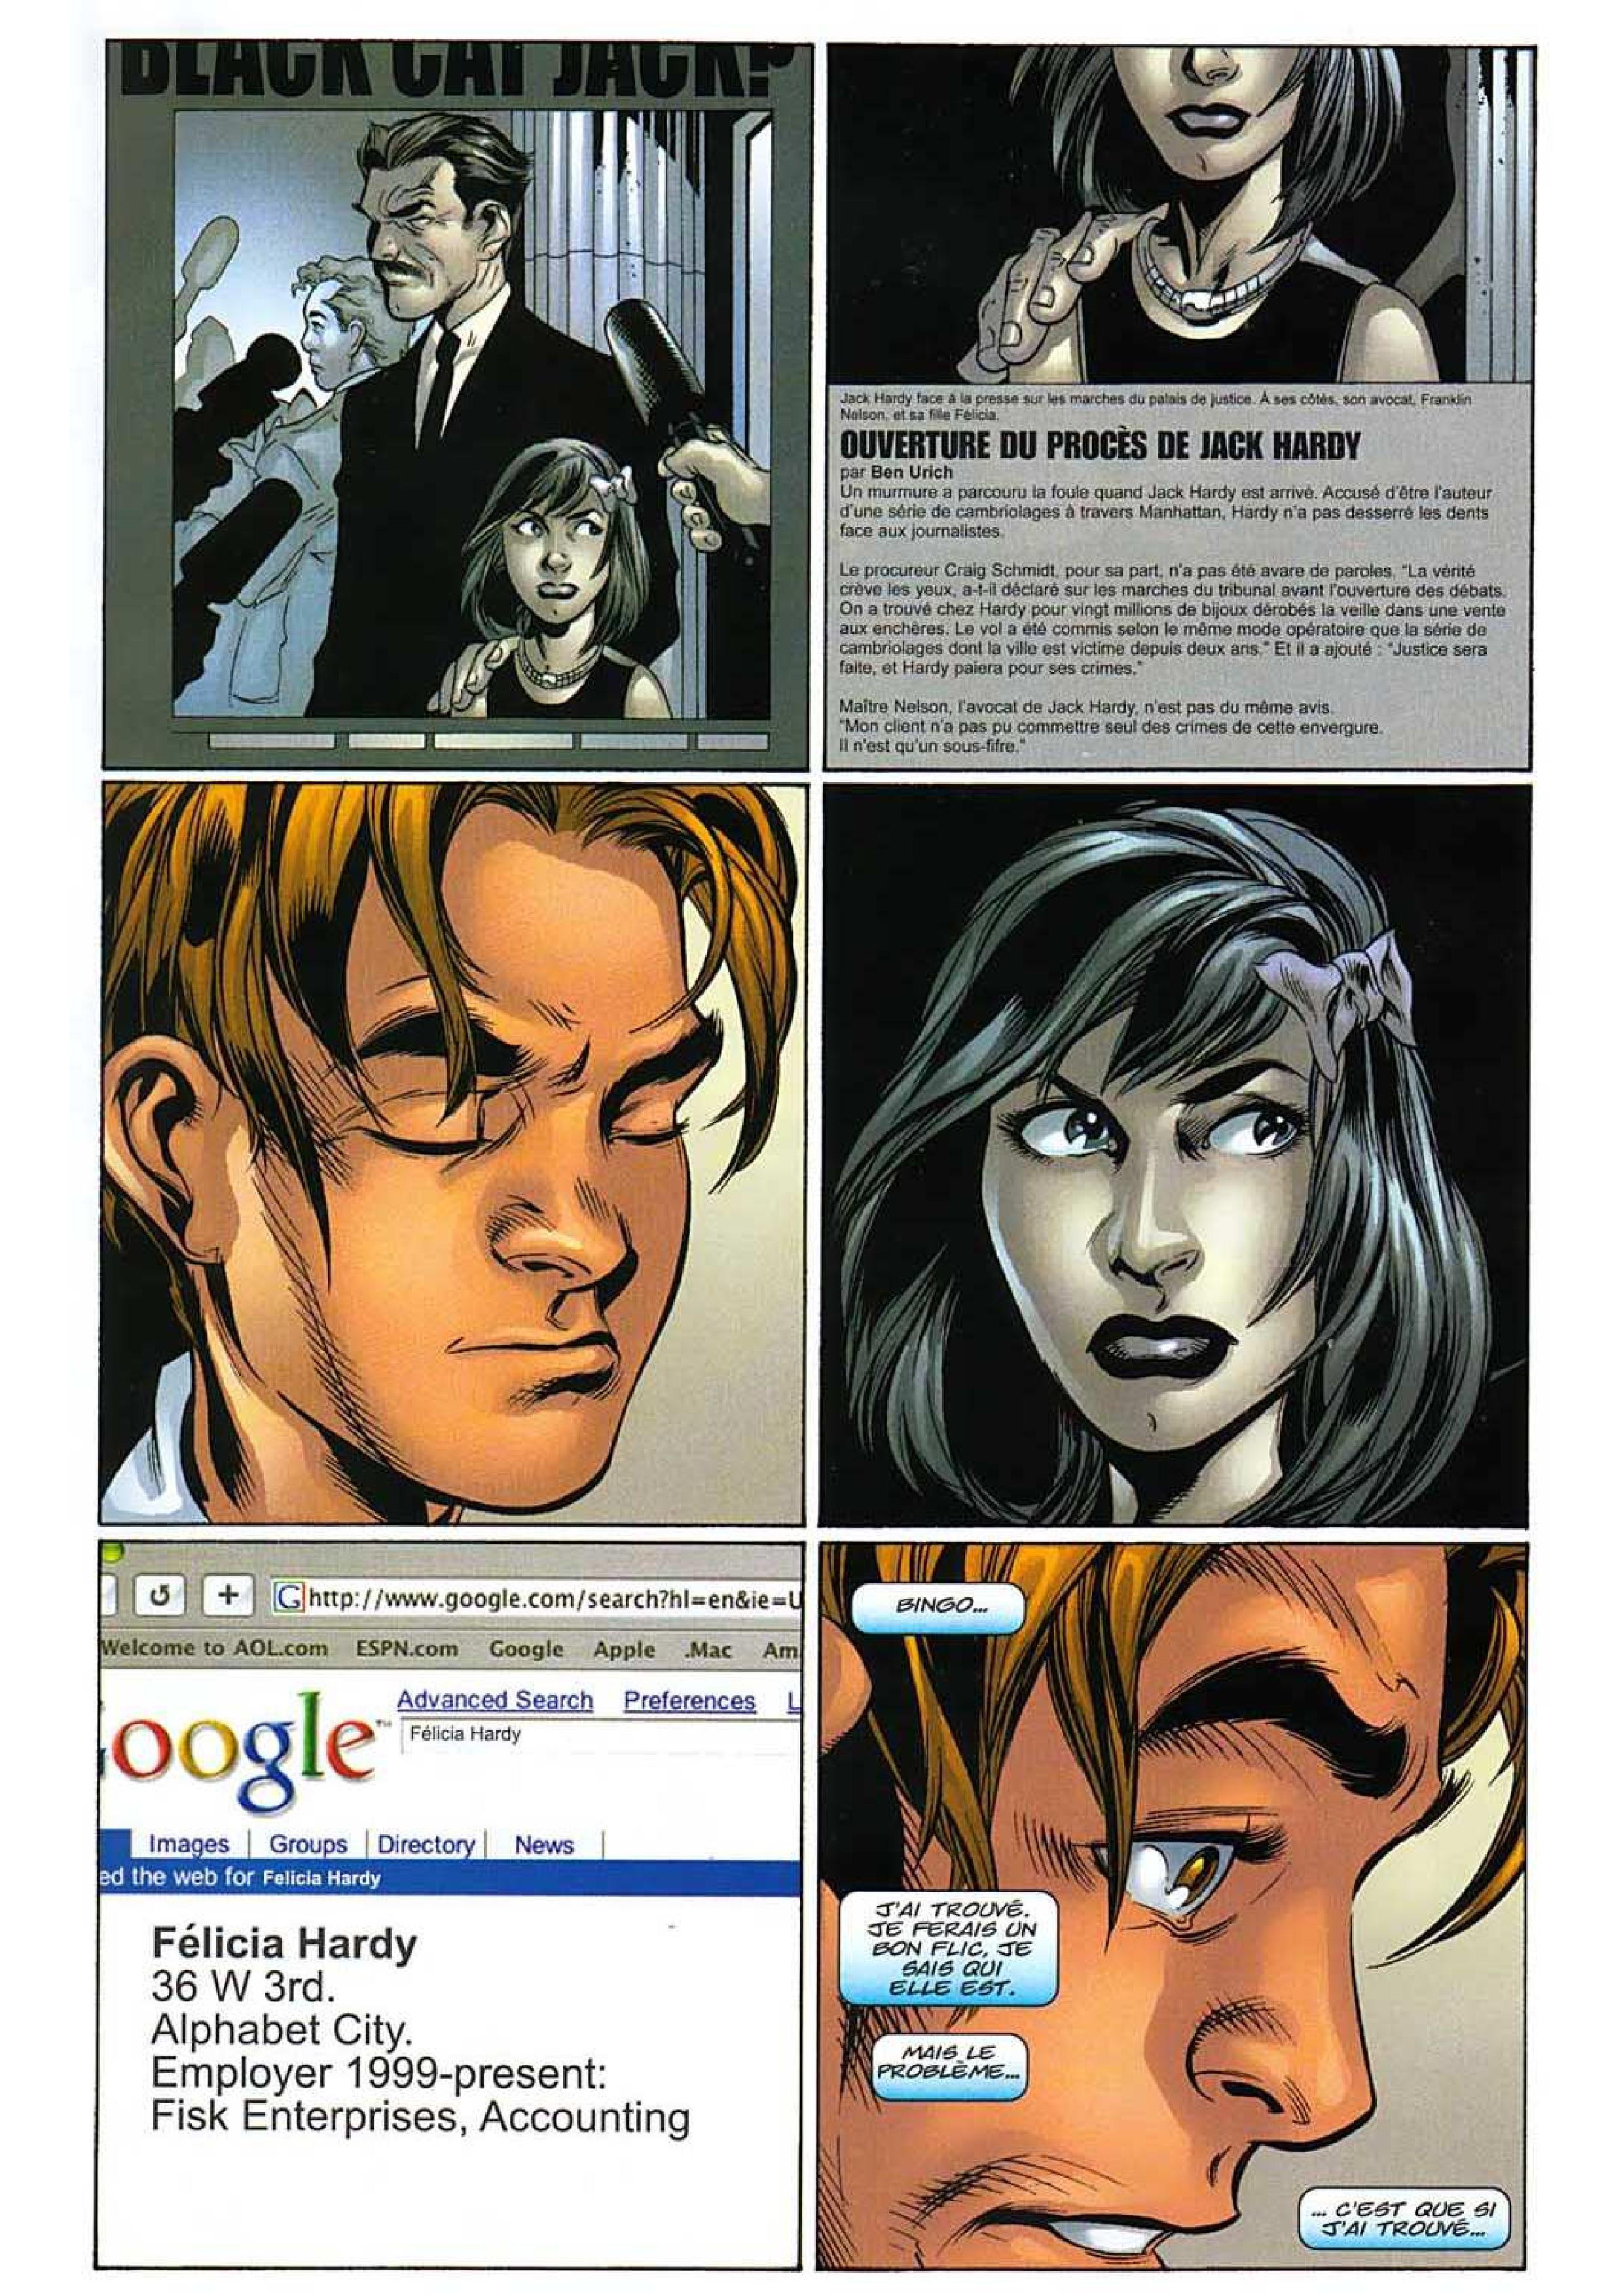 BLACK CAT JACK!
Jack Hardy face à la presse sur les marches du palais de justice. À ses côtés, son avocat, Franklin
Nelson, et sa fille Félicia.
OUVERTURE DU PROCÈS DE JACK HARDY
par Ben Urich
Un murmure a parcouru la foule quand Jack Hardy est arrivé. Accusé d'être l'auteur
d'une série de cambriolages à travers Manhattan, Hardy n'a pas desserré les dents
face aux journalistes.
Le procureur Craig Schmidt, pour sa part, n'a pas été avare de paroles. "La vérité
crève les yeux, a-t-il déclaré sur les marches du tribunal avant l'ouverture des débats.
On a trouvé chez Hardy pour vingt millions de bijoux dérobés la veille dans une vente
aux enchères. Le vol a été commis selon le même mode opératoire que la série de
cambriolages dont la ville est victime depuis deux ans." Et il a ajouté : "Justice sera
faite, et Hardy paiera pour ses crimes."
Maître Nelson, l'avocat de Jack Hardy, n'est pas du même avis.
"Mon client n'a pas pu commettre seul des crimes de cette envergure.
Il n'est qu'un sous-fifre."
http://www.google.com/search?hl=en&ie=U
Welcome to AOL.com ESPN.com Google Apple .Mac Am
oogle™
Advanced Search Preferences L
Félicia Hardy
Images Groups Directory News
ed the web for Felicia Hardy
Félicia Hardy
36 W 3rd.
Alphabet City.
Employer 1999-present:
Fisk Enterprises, Accounting
BINGO...
J'AI TROUVÉ.
JE FERAIS UN
BON FLIC, JE
SAIS QUI
ELLE EST.
MAIS LE
PROBLÈME...
... C'EST QUE SI
J'AI TROUVÉ...